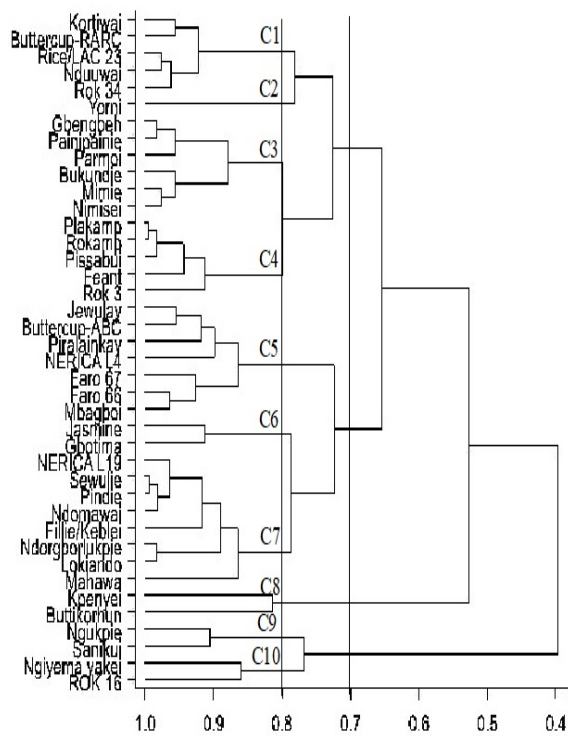 Kortiwai
Buttercup-RARC
Rice/LAC 23
Nduuwai
Rok 34
Yorni
Gbengbeh
Painipainie
Parmoi
Bukundie
Mimie
Nimisei
Plakamp
Rokamp
Pissabui
Feant
Rok 3
Jewulay
Buttercup-ABC
Piralainkay
NERICA L4
Faro 67
Faro 66
Mbagboi
Jasmine
Gbotima
NERICA L19
Sewulie
Pindie
Ndomawai
Fillie/Keblei
Ndorgborlukpie
Lokiando
Mahawa
Kpenyei
Buttikorhun
Ngukpie
Sanikui
Ngiyema yakei
ROK 16
C1
C2
C3
C4
C5
C6
C7
C8
C9
C10
1.0 0.9 0.8 0.7 0.6 0.5 0.4